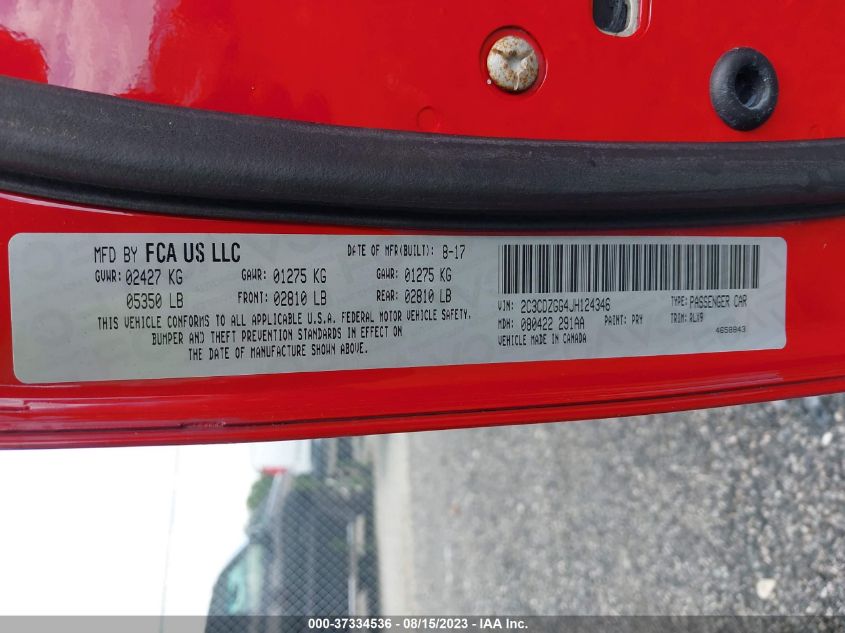 MFD BY FCA US LLC
DATE OF MFR(BUILT): 8-17
GVWR: 02427 KG
GAWR: 01275 KG
GAWR: 01275 KG
05350 LB
FRONT: 02810 LB
REAR: 02810 LB
THIS VEHICLE CONFORMS TO ALL APPLICABLE U.S.A. FEDERAL MOTOR VEHICLE SAFETY,
BUMPER AND THEFT PREVENTION STANDARDS IN EFFECT ON
THE DATE OF MANUFACTURE SHOWN ABOVE.
VIN: 2C3CDZGG4JH124346
TYPE: PASSENGER CAR
MDH: 080422 291AA
PAINT: PRY
TRIM: RLX9
VEHICLE MADE IN CANADA
4658843
000-37334536 - 08/15/2023 - IAA Inc.